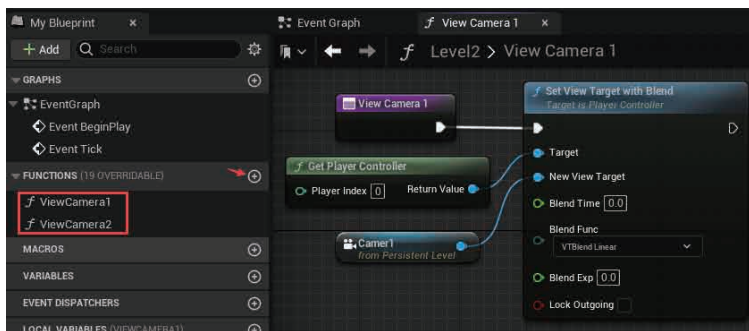 My Blueprint ×
+ Add Search
GRAPHS
EventGraph
Event BeginPlay
Event Tick
FUNCTIONS (19 OVERRIDABLE)
ViewCamera1
ViewCamera2
MACROS
VARIABLES
EVENT DISPATCHERS
LOCAL VARIABLES (VIEWCAMERA1)
Event Graph
f View Camera 1 ×
f Level2 > View Camera 1
View Camera 1
f Get Player Controller
Player Index 0 Return Value
Camer1
from Persistent Level
f Set View Target with Blend
Target is Player Controller
Target
New View Target
Blend Time 0.0
Blend Func
VTBlend Linear
Blend Exp 0.0
Lock Outgoing